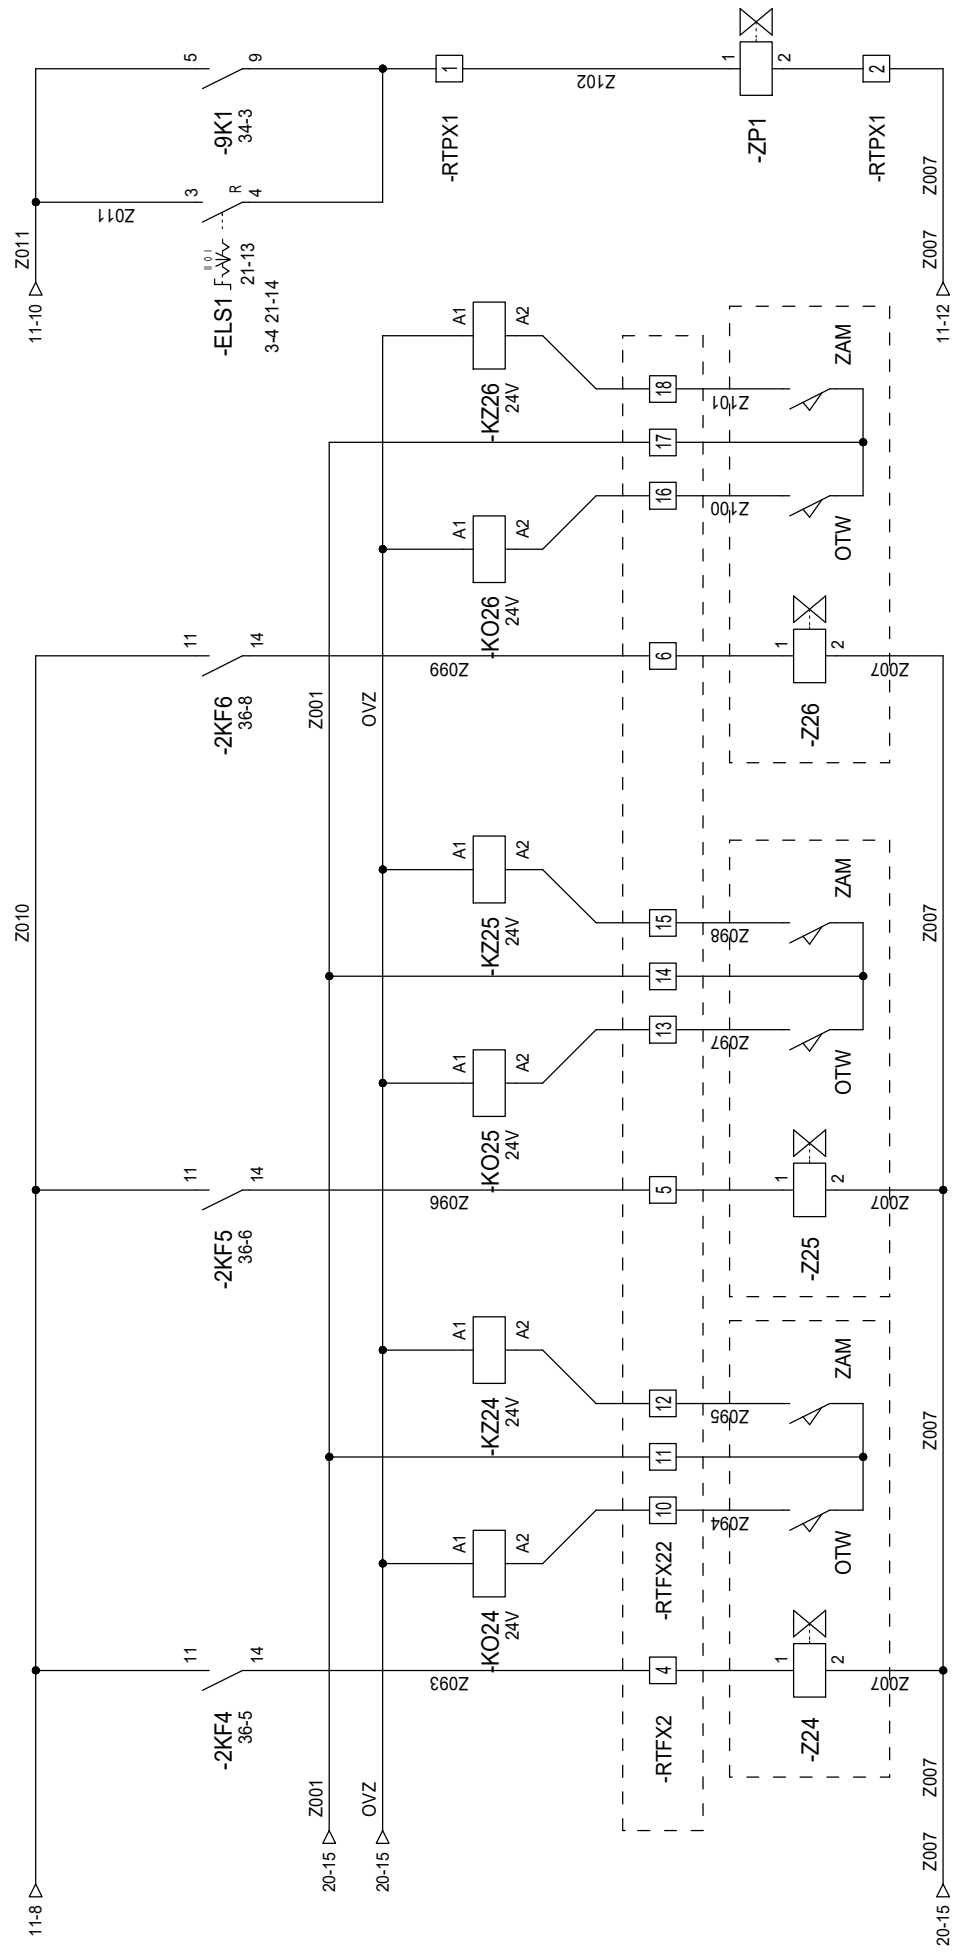 11-8
Z010
11-10
Z011
Z011
-2KF4
36-5
11
14
-2KF5
36-6
11
14
-2KF6
36-8
11
14
-ELS1
II 0 I
21-13
3-4 21-14
3
R
4
-9K1
34-3
5
9
20-15
Z001
Z001
20-15
OVZ
OVZ
Z093
-KO24
24V
A1
A2
-KZ24
24V
A1
A2
Z096
-KO25
24V
A1
A2
-KZ25
24V
A1
A2
Z099
-KO26
24V
A1
A2
-KZ26
24V
A1
A2
-RTPX1
1
Z102
-RTFX2
4
-RTFX22
10
11
12
5
13
14
15
6
16
17
18
Z094
Z095
Z097
Z098
Z100
Z101
-Z24
1
2
OTW
ZAM
-Z25
1
2
OTW
ZAM
-Z26
1
2
OTW
ZAM
-ZP1
1
2
-RTPX1
2
Z007
Z007
Z007
20-15
Z007
Z007
Z007
Z007
11-12
Z007
Z007